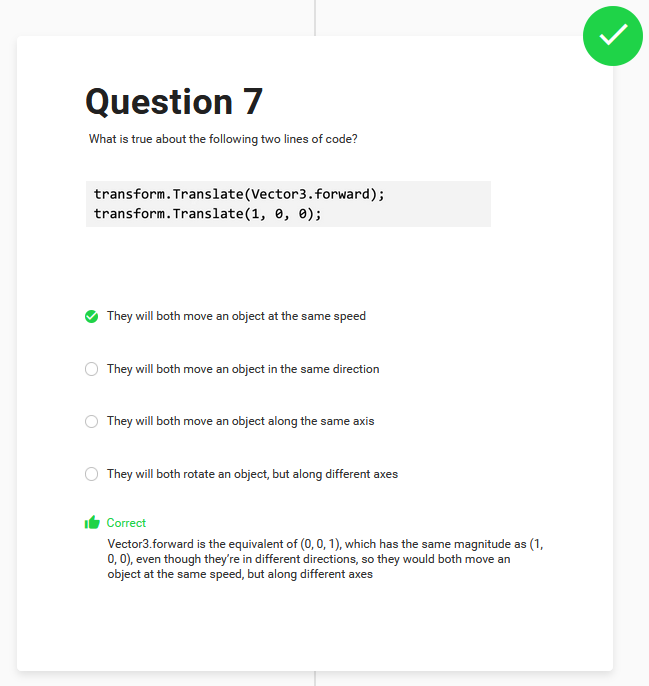 Question 7
What is true about the following two lines of code?
transform.Translate(Vector3.forward);
transform.Translate(1, 0, 0);
They will both move an object at the same speed
They will both move an object in the same direction
They will both move an object along the same axis
They will both rotate an object, but along different axes
Correct
Vector3.forward is the equivalent of (0, 0, 1), which has the same magnitude as (1,
0, 0), even though they’re in different directions, so they would both move an
object at the same speed, but along different axes